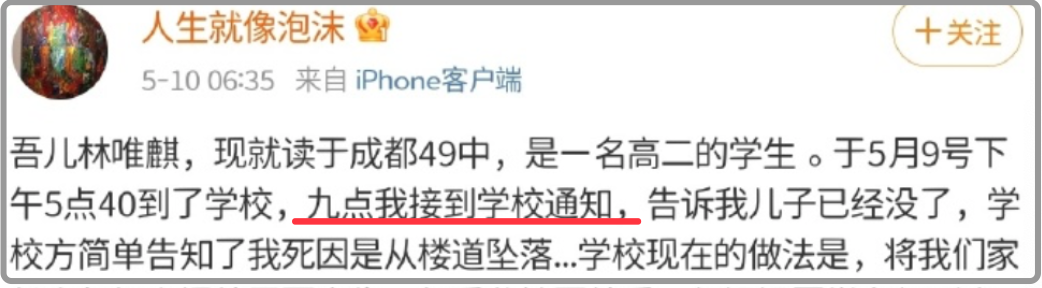 人生就像泡沫
+关注
5-10 06:35 来自 iPhone客户端
吾儿林唯麒，现就读于成都49中，是一名高二的学生。于5月9号下
午5点40到了学校，九点我接到学校通知，告诉我儿子已经没了，学
校方简单告知了我死因是从楼道坠落...学校现在的做法是，将我们家